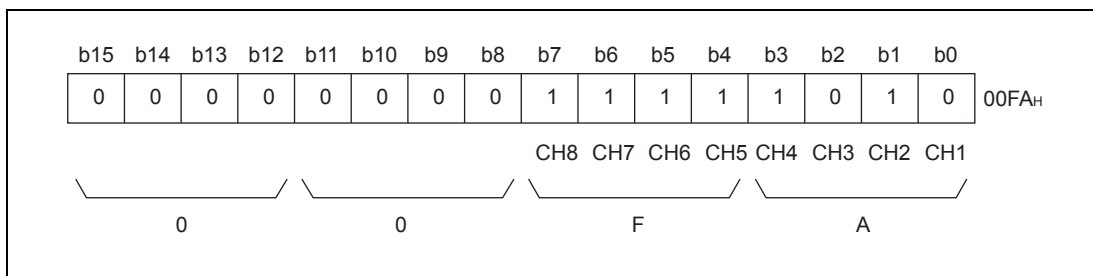 b15 b14 b13 b12 b11 b10 b9 b8 b7 b6 b5 b4 b3 b2 b1 b0
0 0 0 0 0 0 0 0 1 1 1 1 1 0 1 0 00FAH
CH8 CH7 CH6 CH5 CH4 CH3 CH2 CH1
0 0 F A